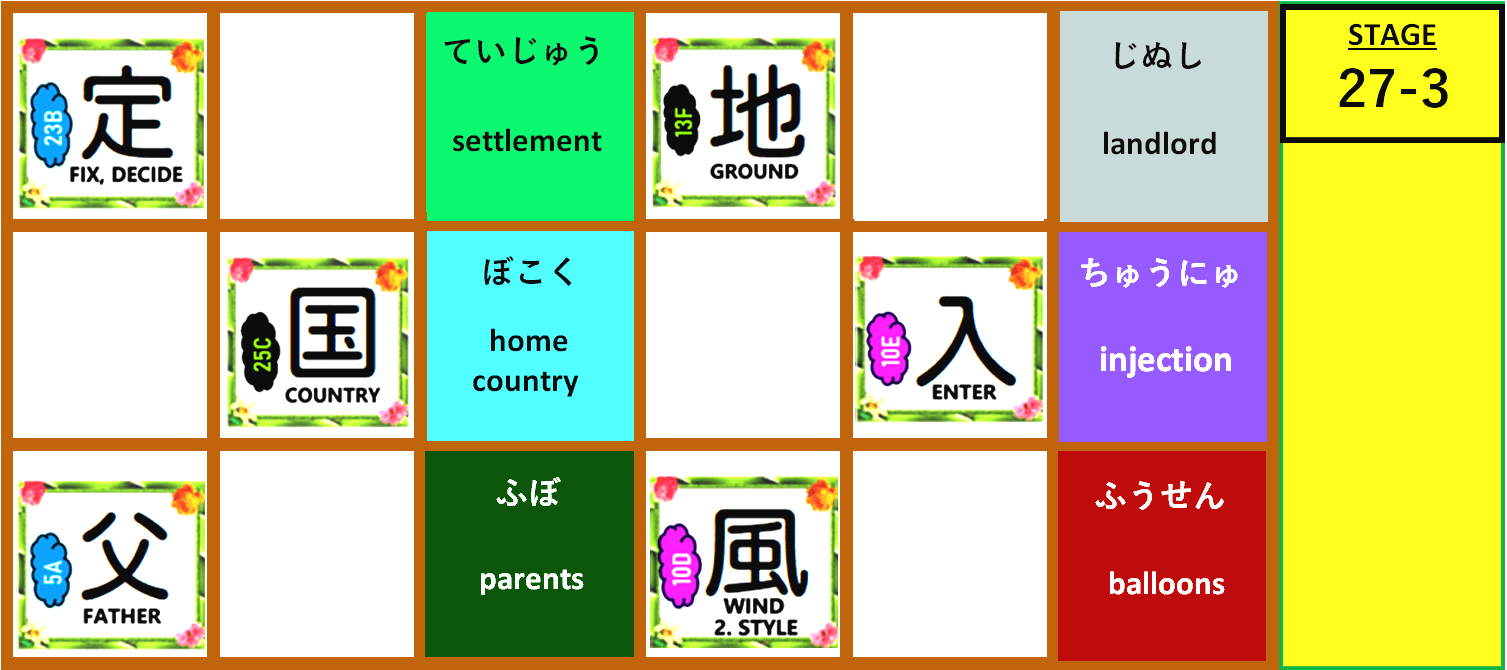 定
23B
FIX, DECIDE
ていじゅう
settlement
地
13F
GROUND
じぬし
landlord
STAGE
27-3
国
25C
COUNTRY
ぼこく
home
country
入
10E
ENTER
ちゅうにゅ
injection
父
5A
FATHER
ふぼ
parents
風
10D
WIND
2. STYLE
ふうせん
balloons